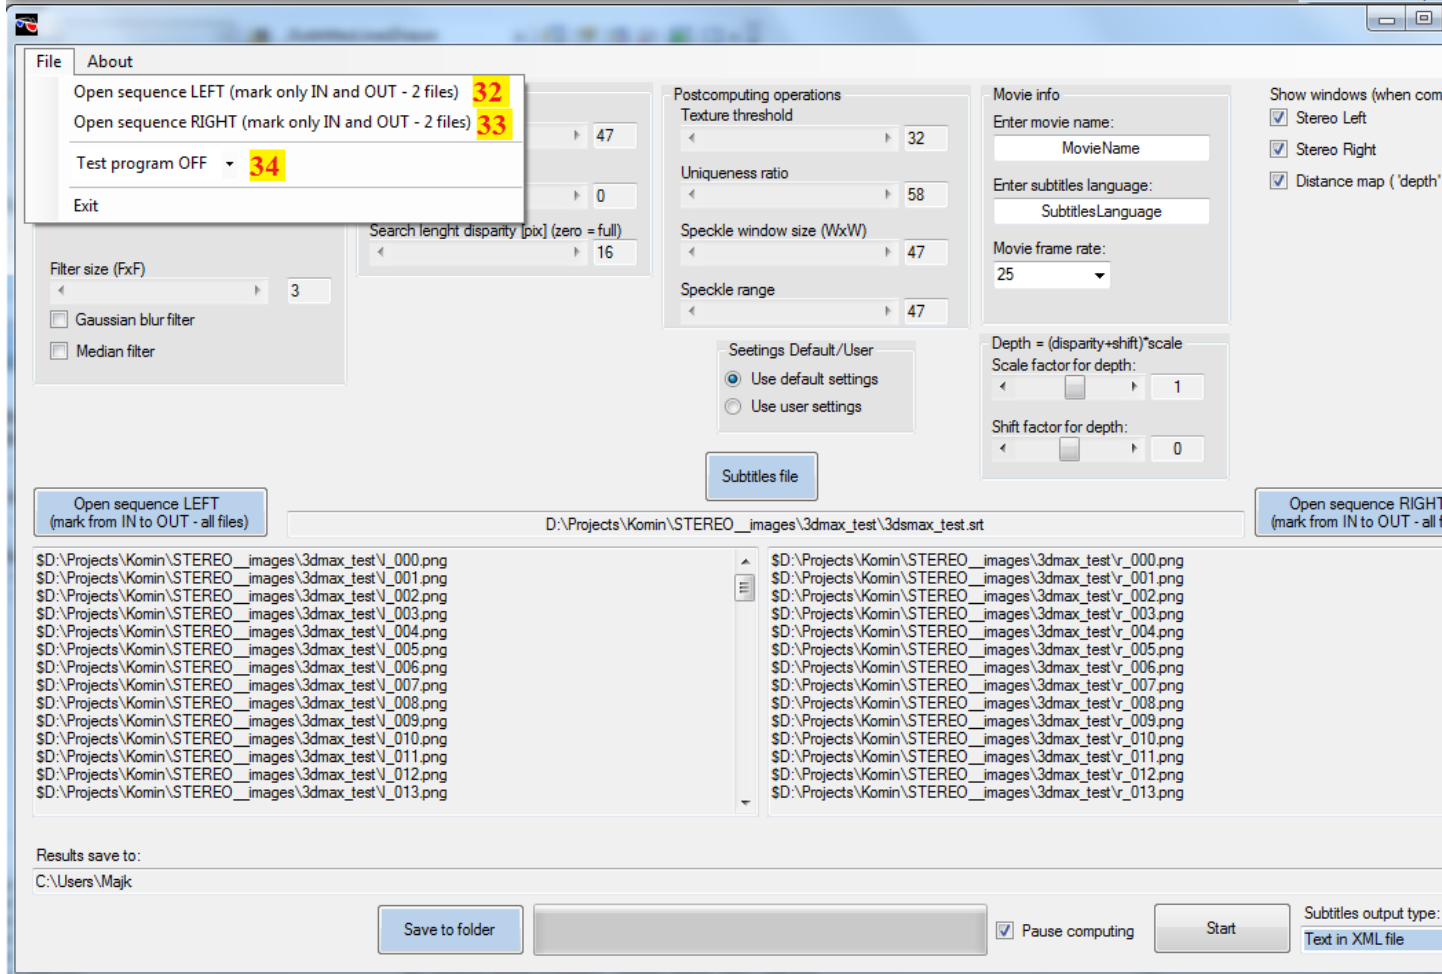 File About
Open sequence LEFT (mark only IN and OUT - 2 files) 32
Open sequence RIGHT (mark only IN and OUT - 2 files) 33
Test program OFF 34
Exit
47
0
Search lenght disparity [pix] (zero = full)
16
Filter size (FxF)
3
Gaussian blur filter
Median filter
Postcomputing operations
Texture threshold
32
Uniqueness ratio
58
Speckle window size (WxW)
47
Speckle range
47
Seetings Default/User
Use default settings
Use user settings
Movie info
Enter movie name:
MovieName
Enter subtitles language:
SubtitlesLanguage
Movie frame rate:
25
Depth = (disparity+shift)*scale
Scale factor for depth:
1
Shift factor for depth:
0
Show windows (when com
Stereo Left
Stereo Right
Distance map ( 'depth'
Subtitles file
Open sequence LEFT
(mark from IN to OUT - all files)
D:\Projects\Komin\STEREO__images\3dmax_test\3dsmax_test.srt
Open sequence RIGHT
(mark from IN to OUT - all f
$D:\Projects\Komin\STEREO__images\3dmax_test\l_000.png
$D:\Projects\Komin\STEREO__images\3dmax_test\l_001.png
$D:\Projects\Komin\STEREO__images\3dmax_test\l_002.png
$D:\Projects\Komin\STEREO__images\3dmax_test\l_003.png
$D:\Projects\Komin\STEREO__images\3dmax_test\l_004.png
$D:\Projects\Komin\STEREO__images\3dmax_test\l_005.png
$D:\Projects\Komin\STEREO__images\3dmax_test\l_006.png
$D:\Projects\Komin\STEREO__images\3dmax_test\l_007.png
$D:\Projects\Komin\STEREO__images\3dmax_test\l_008.png
$D:\Projects\Komin\STEREO__images\3dmax_test\l_009.png
$D:\Projects\Komin\STEREO__images\3dmax_test\l_010.png
$D:\Projects\Komin\STEREO__images\3dmax_test\l_011.png
$D:\Projects\Komin\STEREO__images\3dmax_test\l_012.png
$D:\Projects\Komin\STEREO__images\3dmax_test\l_013.png
$D:\Projects\Komin\STEREO__images\3dmax_test\r_000.png
$D:\Projects\Komin\STEREO__images\3dmax_test\r_001.png
$D:\Projects\Komin\STEREO__images\3dmax_test\r_002.png
$D:\Projects\Komin\STEREO__images\3dmax_test\r_003.png
$D:\Projects\Komin\STEREO__images\3dmax_test\r_004.png
$D:\Projects\Komin\STEREO__images\3dmax_test\r_005.png
$D:\Projects\Komin\STEREO__images\3dmax_test\r_006.png
$D:\Projects\Komin\STEREO__images\3dmax_test\r_007.png
$D:\Projects\Komin\STEREO__images\3dmax_test\r_008.png
$D:\Projects\Komin\STEREO__images\3dmax_test\r_009.png
$D:\Projects\Komin\STEREO__images\3dmax_test\r_010.png
$D:\Projects\Komin\STEREO__images\3dmax_test\r_011.png
$D:\Projects\Komin\STEREO__images\3dmax_test\r_012.png
$D:\Projects\Komin\STEREO__images\3dmax_test\r_013.png
Results save to:
C:\Users\Majk
Save to folder
Pause computing
Start
Subtitles output type:
Text in XML file